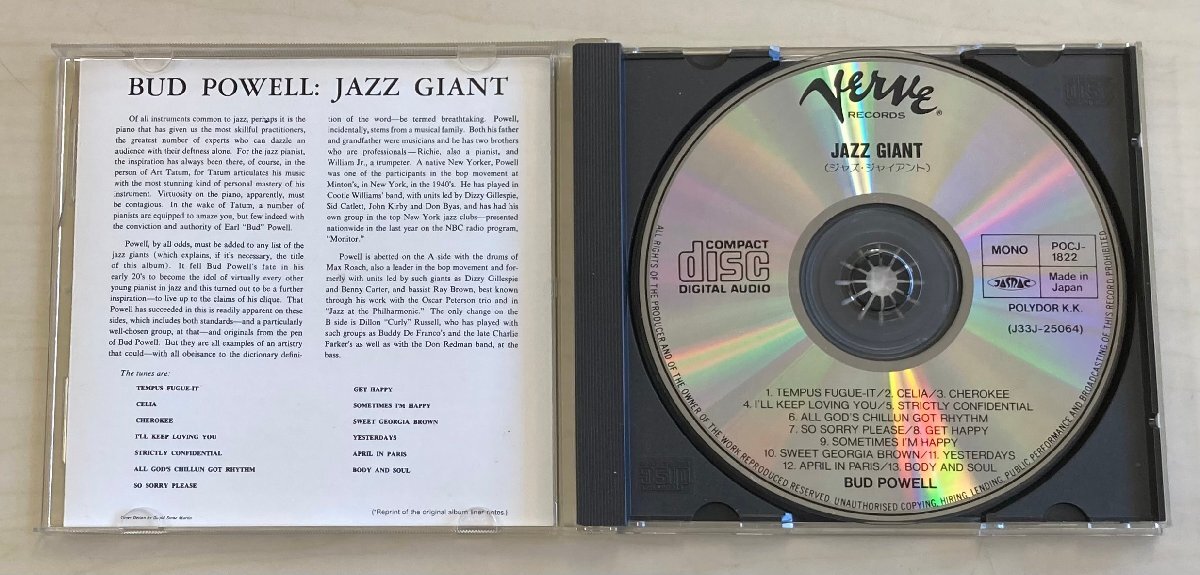 BUD POWELL: JAZZ GIANT
Of all instruments common to jazz, perhaps it is the
piano that has given us the most skillful practitioners,
the greatest number of experts who can dazzle an
audience with their deftness alone. For the jazz pianist,
the inspiration has always been there, of course, in the
person of Art Tatum, for Tatum articulates his music
with the most stunning kind of personal mastery of his
instrument. Virtuosity on the piano, apparently, must
be contagious. In the wake of Tatum, a number of
pianists are equipped to amaze you, but few indeed with
the conviction and authority of Earl "Bud" Powell.
Powell, by all odds, must be added to any list of the
jazz giants (which explains, if it's necessary, the title
of this album). It fell Bud Powell's fate in his
early 20's to become the idol of virtually every other
young pianist in jazz and this turned out to be a further
inspiration—to live up to the claims of his clique. That
Powell has succeeded in this is readily apparent on these
sides, which includes both standards—and a particularly
well-chosen group, at that—and originals from the pen
of Bud Powell. But they are all examples of an artistry
that could—with all obeisance to the dictionary defini-
tion of the word—be termed breathtaking. Powell,
incidentally, stems from a musical family. Both his father
and grandfather were musicians and he has two brothers
who are professionals—Richie, also a pianist, and
William Jr., a trumpeter. A native New Yorker, Powell
was one of the participants in the bop movement at
Minton's, in New York, in the 1940's. He has played in
Cootie Williams' band, with units led by Dizzy Gillespie,
Sid Catlett, John Kirby and Don Byas, and has had his
own group in the top New York jazz clubs—presented
nationwide in the last year on the NBC radio program,
"Monitor."
Powell is abetted on the A side with the drums of
Max Roach, also a leader in the bop movement and for-
merly with units led by such giants as Dizzy Gillespie
and Benny Carter, and bassist Ray Brown, best known
through his work with the Oscar Peterson trio and in
"Jazz at the Philharmonic." The only change on the
B side is Dillon "Curly" Russell, who has played with
such groups as Buddy De Franco's and the late Charlie
Parker's as well as with the Don Redman band, at the
bass.
The tunes are:
TEMPUS FUGUE-IT
CELIA
CHEROKEE
I'LL KEEP LOVING YOU
STRICTLY CONFIDENTIAL
ALL GOD'S CHILLUN GOT RHYTHM
SO SORRY PLEASE
GET HAPPY
SOMETIMES I'M HAPPY
SWEET GEORGIA BROWN
YESTERDAYS
APRIL IN PARIS
BODY AND SOUL
Cover Design by David Stone Martin
(*Reprint of the original album liner notes.)
Verve
RECORDS ®
JAZZ GIANT
(ジャズ・ジャイアント)
COMPACT
disc
DIGITAL AUDIO
MONO
POCJ-
1822
JASRAC
Made in
Japan
POLYDOR K.K.
(J33J-25064)
1. TEMPUS FUGUE-IT/2. CELIA/3. CHEROKEE
4. I'LL KEEP LOVING YOU/5. STRICTLY CONFIDENTIAL
6. ALL GOD'S CHILLUN GOT RHYTHM
7. SO SORRY PLEASE/8. GET HAPPY
9. SOMETIMES I'M HAPPY
10. SWEET GEORGIA BROWN/11. YESTERDAYS
12. APRIL IN PARIS/13. BODY AND SOUL
BUD POWELL
ALL RIGHTS OF THE PRODUCER AND OF THE OWNER OF THE WORK REPRODUCED RESERVED. UNAUTHORISED COPYING, HIRING, LENDING, PUBLIC PERFORMANCE AND BROADCASTING OF THIS RECORD PROHIBITED.